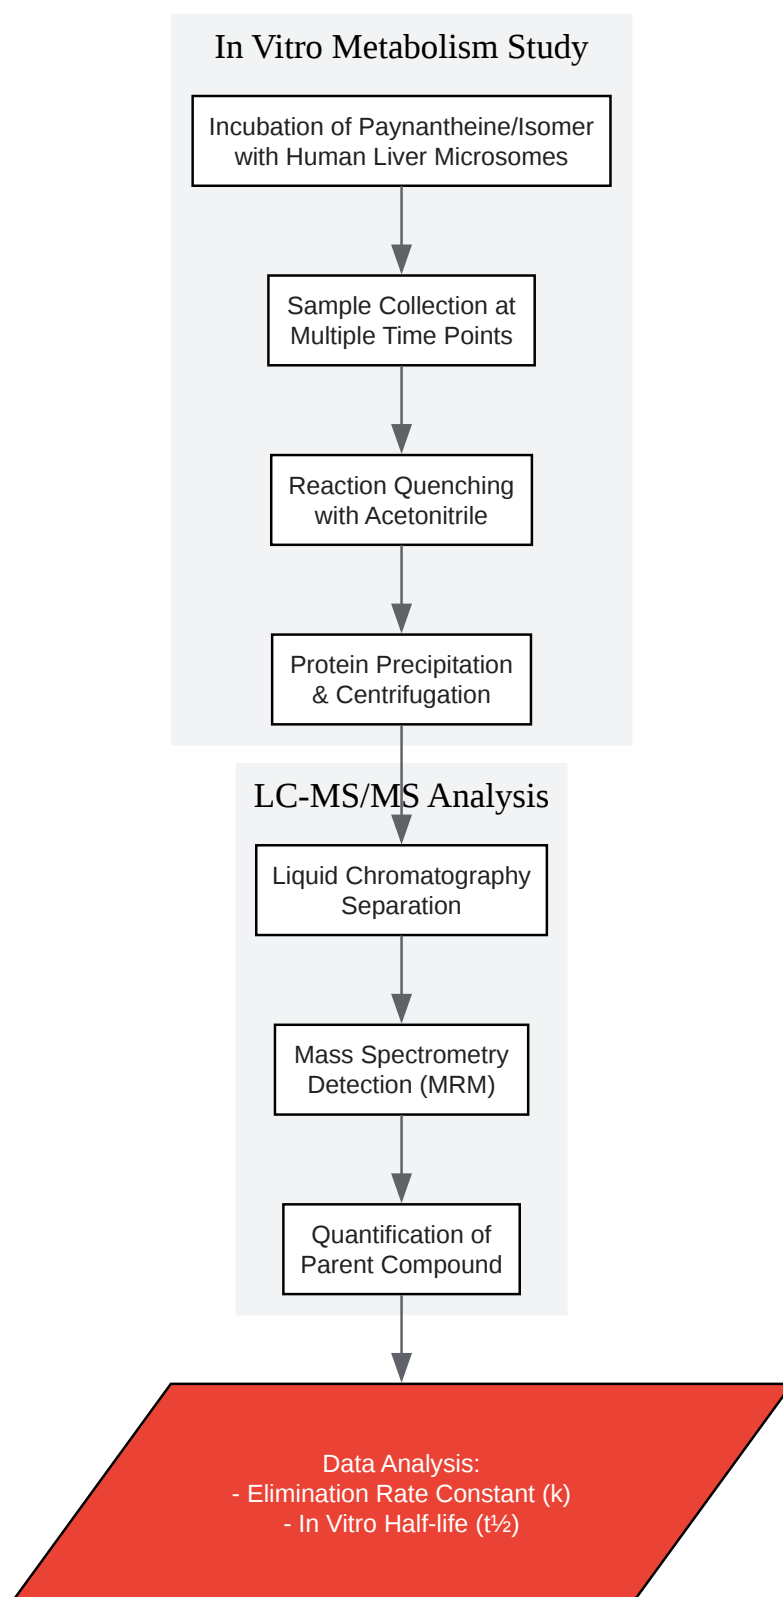 In Vitro Metabolism Study
Incubation of Paynantheine/Isomer
with Human Liver Microsomes
Sample Collection at
Multiple Time Points
Reaction Quenching
with Acetonitrile
Protein Precipitation
& Centrifugation
LC-MS/MS Analysis
Liquid Chromatography
Separation
Mass Spectrometry
Detection (MRM)
Quantification of
Parent Compound
Data Analysis:
- Elimination Rate Constant (k)
- In Vitro Half-life (t½)